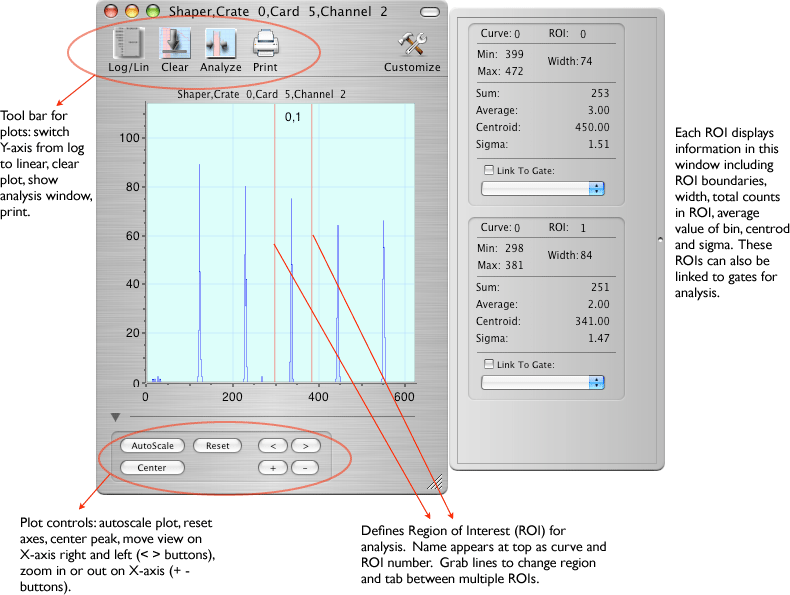 Shaper,Crate 0,Card 5,Channel 2
Log/Lin Clear Analyze Print Customize
Shaper,Crate 0,Card 5,Channel 2
0,1
100
80
60
40
20
0
0 200 400 600
AutoScale Reset < >
Center + -
Curve: 0 ROI: 0
Min: 399
Width: 74
Max: 472
Sum: 253
Average: 3.00
Centroid: 450.00
Sigma: 1.51
Link To Gate:
Curve: 0 ROI: 1
Min: 298
Width: 84
Max: 381
Sum: 251
Average: 2.00
Centroid: 341.00
Sigma: 1.47
Link To Gate:
Tool bar for
plots: switch
Y-axis from log
to linear, clear
plot, show
analysis window,
print.
Each ROI displays
information in this
window including
ROI boundaries,
width, total counts
in ROI, average
value of bin, centrod
and sigma. These
ROIs can also be
linked to gates for
analysis.
Plot controls: autoscale plot, reset
axes, center peak, move view on
X-axis right and left (< > buttons),
zoom in or out on X-axis (+ -
buttons).
Defines Region of Interest (ROI) for
analysis. Name appears at top as curve and
ROI number. Grab lines to change region
and tab between multiple ROIs.